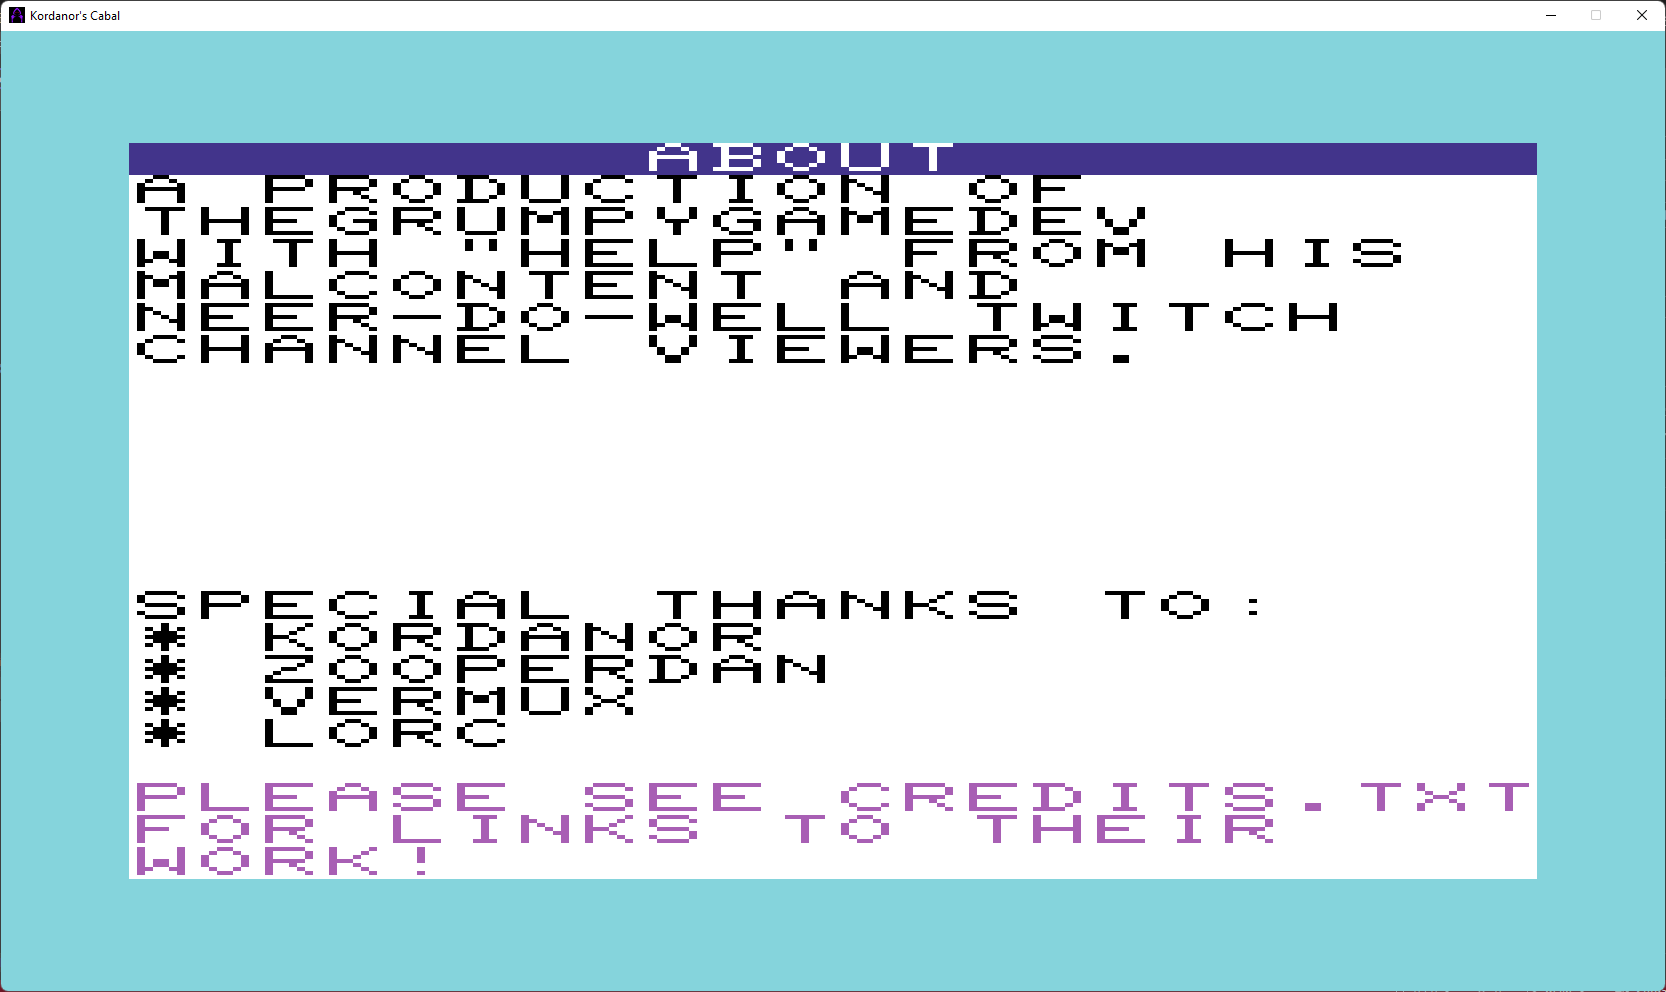 Kordanor's Cabal
ABOUT
A PRODUCTION OF
THEGRUMPYGAMEDEV
WITH "HELP" FROM HIS
MALCONTENT AND
NEER-DO-WELL TWITCH
CHANNEL VIEWERS.
SPECIAL THANKS TO:
* KORDANOR
* ZOOPERDAN
* VERMUX
* LORC
PLEASE SEE CREDITS.TXT
FOR LINKS TO THEIR
WORK!